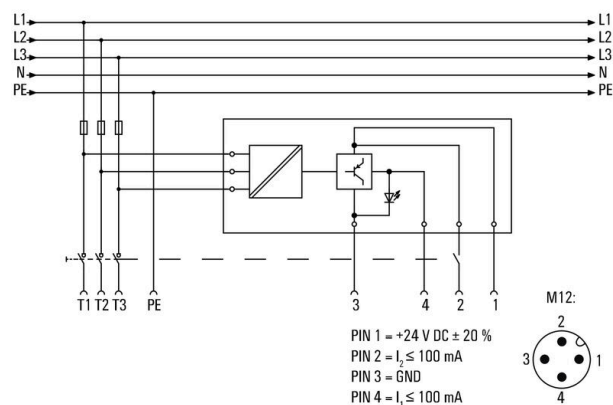 L1 L1
L2 L2
L3 L3
N N
PE PE
T1 T2 T3 PE 3 4 2 1
M12:
PIN 1 = +24 V DC ± 20 %
PIN 2 = I₂ ≤ 100 mA
PIN 3 = GND
PIN 4 = I₁ ≤ 100 mA
2
3 1
4